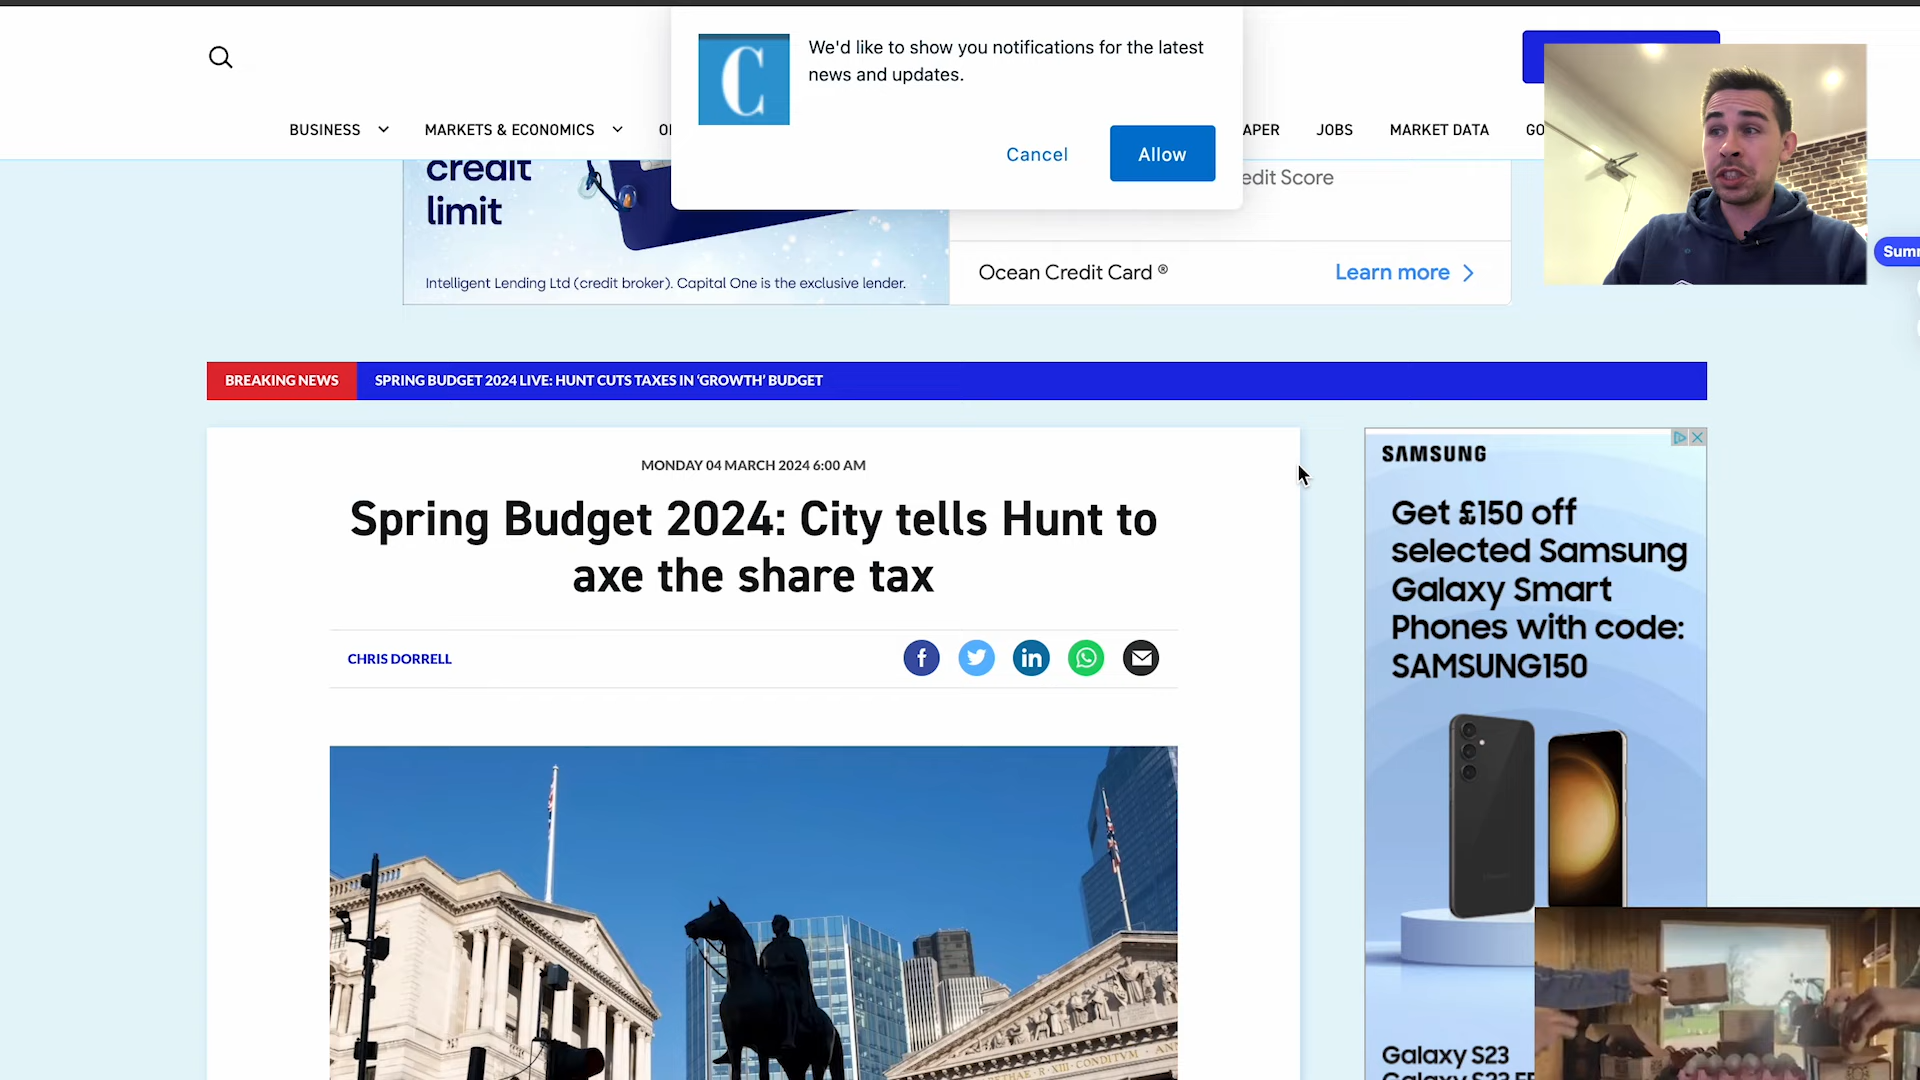 We'd like to show you notifications for the latest
news and updates.
Cancel
Allow
BUSINESS
MARKETS & ECONOMICS
JOBS
MARKET DATA
credit
limit
Intelligent Lending Ltd (credit broker). Capital One is the exclusive lender.
edit Score
Ocean Credit Card ®
Learn more
BREAKING NEWS
SPRING BUDGET 2024 LIVE: HUNT CUTS TAXES IN ‘GROWTH’ BUDGET
MONDAY 04 MARCH 2024 6:00 AM
Spring Budget 2024: City tells Hunt to
axe the share tax
CHRIS DORRELL
SAMSUNG
Get £150 off
selected Samsung
Galaxy Smart
Phones with code:
SAMSUNG150
Galaxy S23